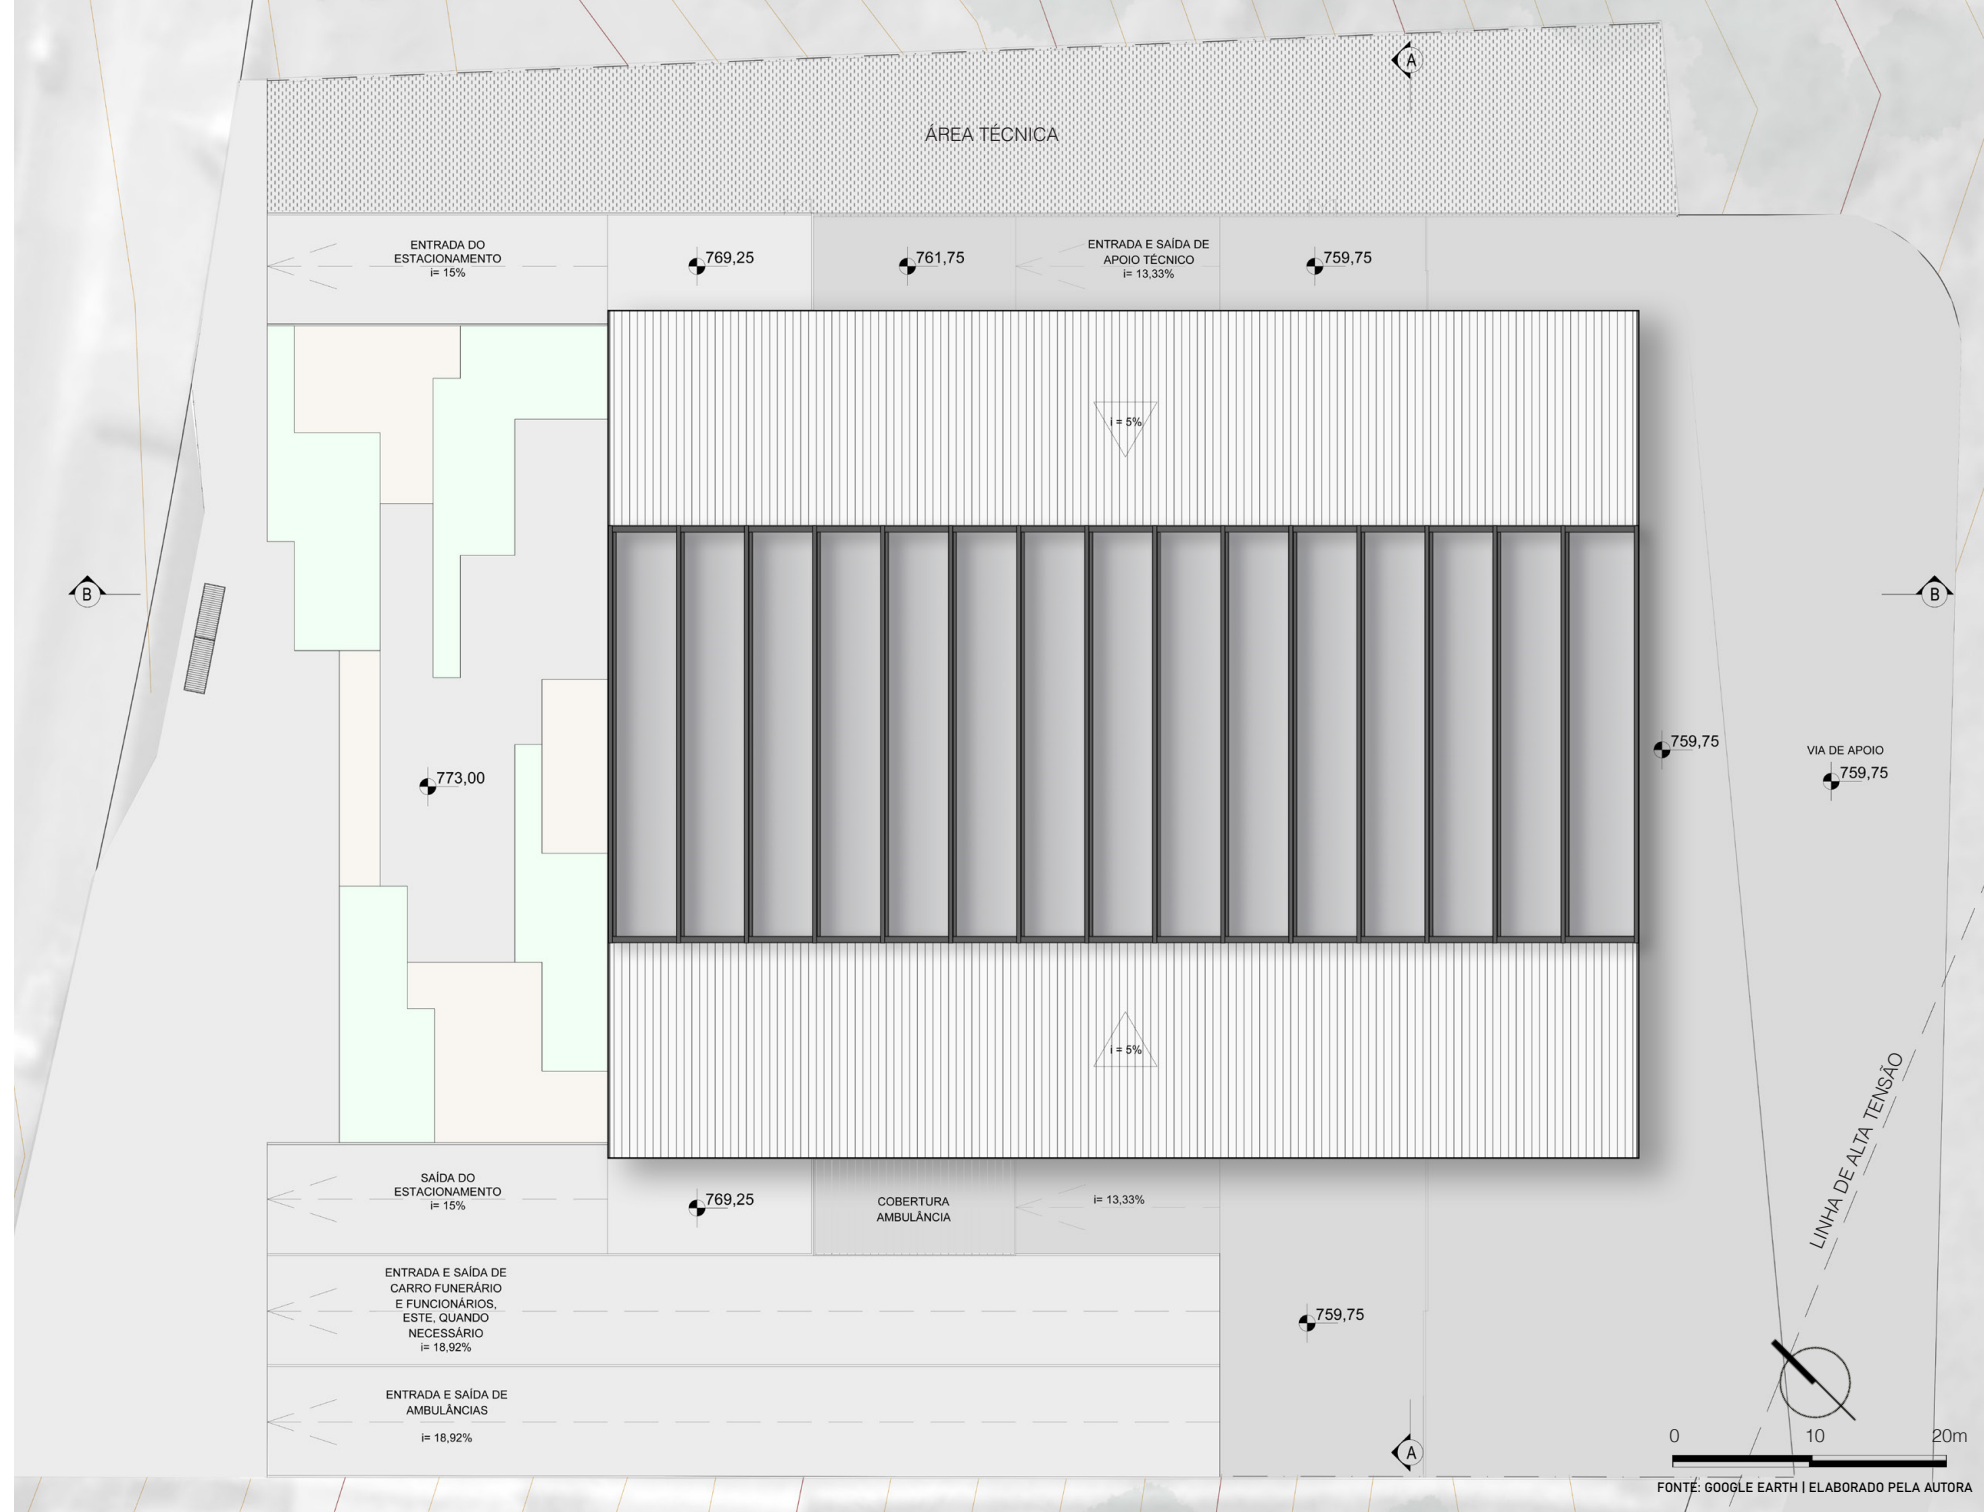 A
ÁREA TÉCNICA
ENTRADA DO
ESTACIONAMENTO
i= 15%
769,25
761,75
ENTRADA E SAÍDA DE
APOIO TÉCNICO
i= 13,33%
759,75
i = 5%
B
B
773,00
759,75
VIA DE APOIO
759,75
i = 5%
LINHA DE ALTA TENSÃO
SAÍDA DO
ESTACIONAMENTO
i= 15%
769,25
COBERTURA
AMBULÂNCIA
i= 13,33%
ENTRADA E SAÍDA DE
CARRO FUNERÁRIO
E FUNCIONÁRIOS,
ESTE, QUANDO
NECESSÁRIO
i= 18,92%
759,75
ENTRADA E SAÍDA DE
AMBULÂNCIAS
i= 18,92%
A
0 10 20m
FONTE: GOOGLE EARTH | ELABORADO PELA AUTORA